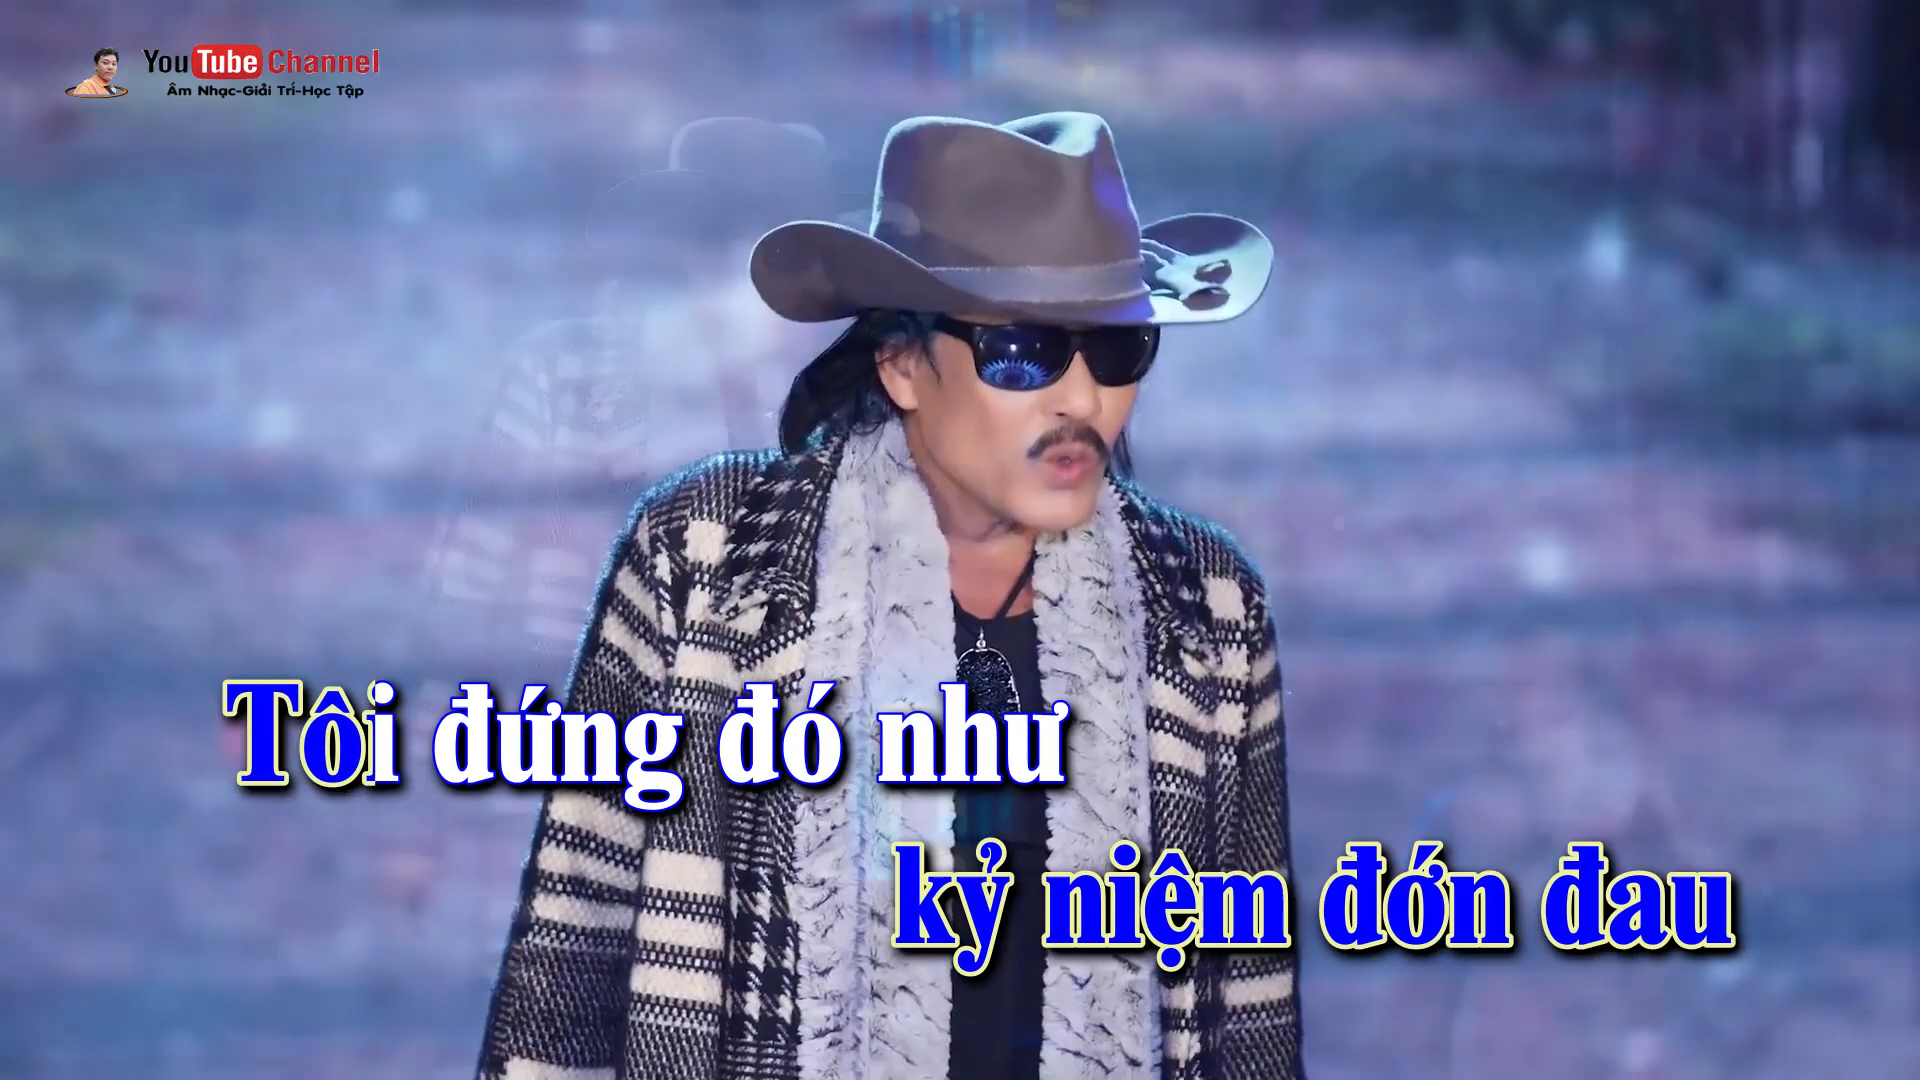 YouTube Channel
Âm Nhạc-Giải Trí-Học Tập
Tôi đứng đó như
kỷ niệm đớn đau